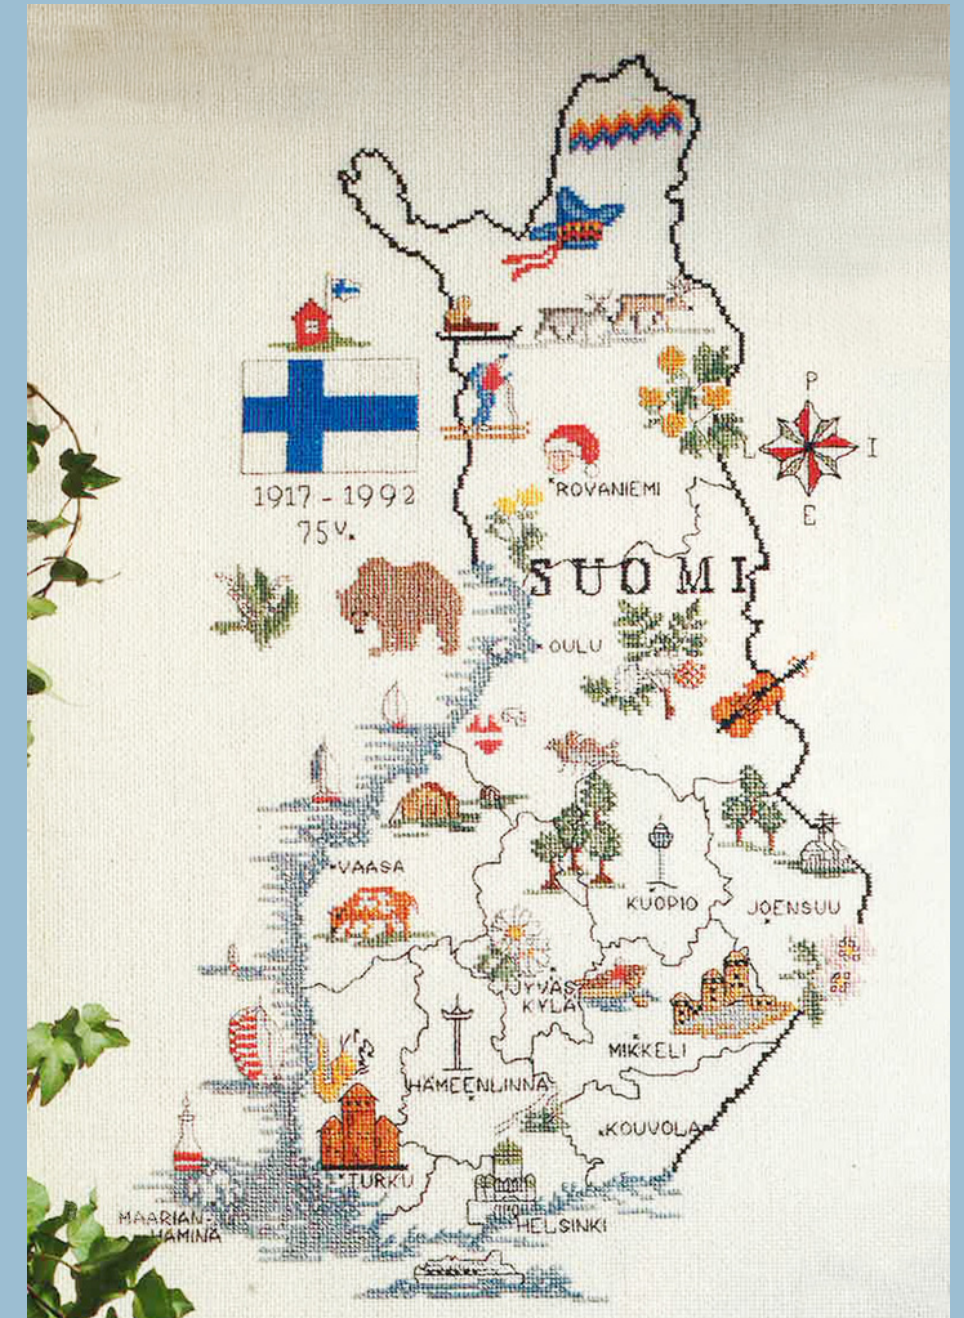 P
L I
E
1917 - 1992
75 V.
ROVANIEMI
SUOMI
OULU
VAASA
KUOPIO
JOENSUU
JYVÄS
KYLÄ
MIKKELI
HÄMEENLINNA
KOUVOLA
TURKU
MAARIAN-
HAMINA
HELSINKI